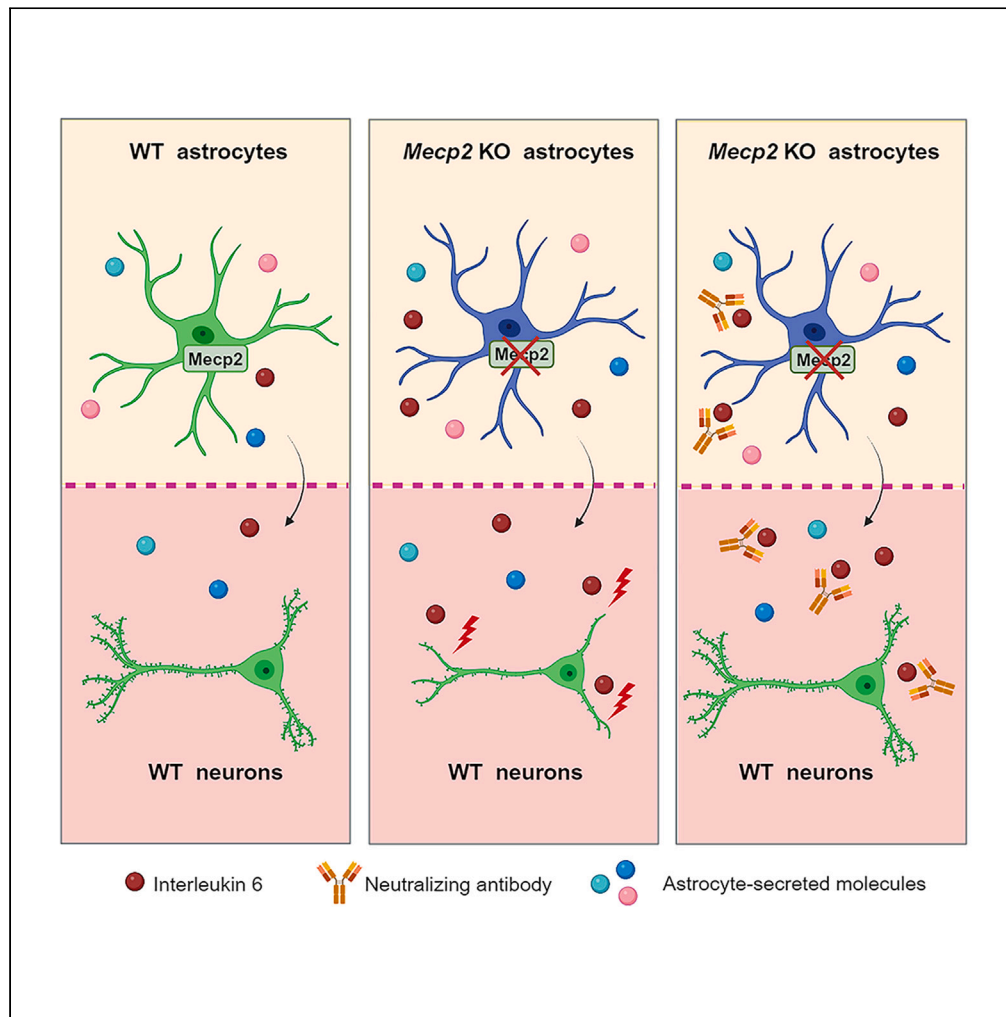 WT astrocytes
Mecp2 KO astrocytes
Mecp2 KO astrocytes
Mecp2
Mecp2
Mecp2
WT neurons
WT neurons
WT neurons
Interleukin 6
Neutralizing antibody
Astrocyte-secreted molecules